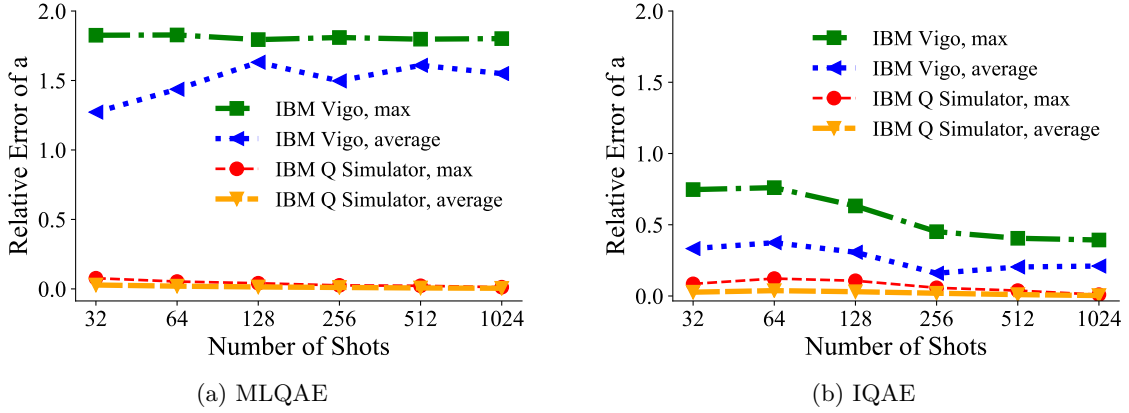 2.0
1.5
1.0
0.5
0.0
Relative Error of a
IBM Vigo, max
IBM Vigo, average
IBM Q Simulator, max
IBM Q Simulator, average
32 64 128 256 512 1024
Number of Shots
(a) MLQAE
2.0
1.5
1.0
0.5
0.0
Relative Error of a
IBM Vigo, max
IBM Vigo, average
IBM Q Simulator, max
IBM Q Simulator, average
32 64 128 256 512 1024
Number of Shots
(b) IQAE